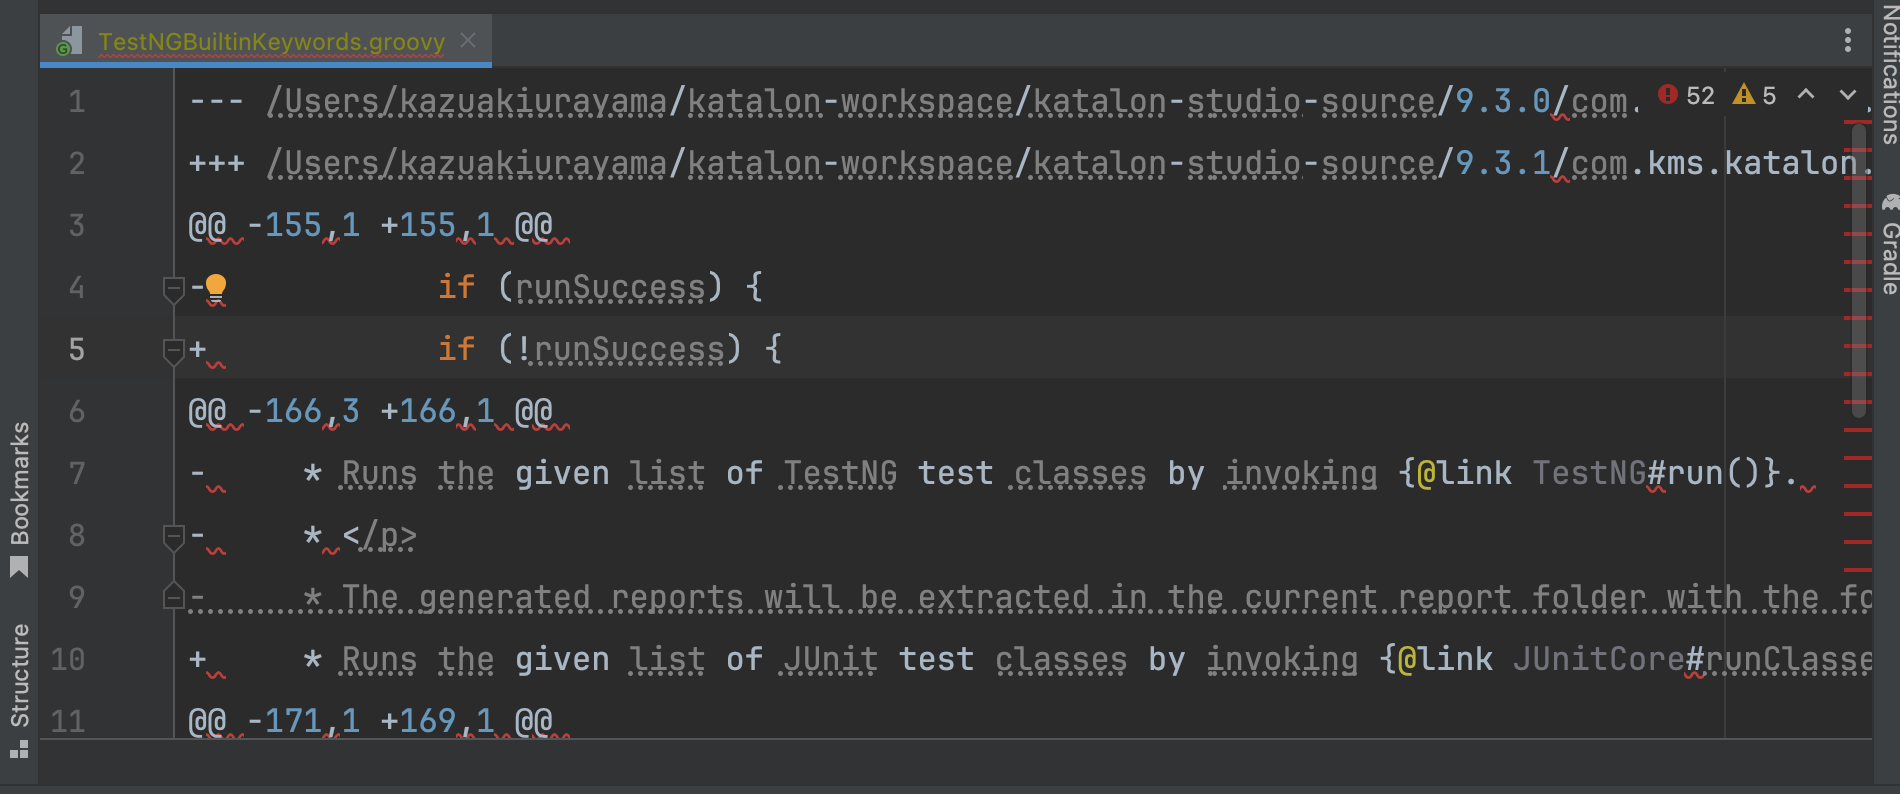 TestNGBuiltinKeywords.groovy
1 --- /Users/kazuakiurayama/katalon-workspace/katalon-studio-source/9.3.0/com.
52 5
2 +++ /Users/kazuakiurayama/katalon-workspace/katalon-studio-source/9.3.1/com.kms.katalon.
3 @@ -155,1 +155,1 @@
4 - if (runSuccess) {
5 + if (!runSuccess) {
6 @@ -166,3 +166,1 @@
7 - * Runs the given list of TestNG test classes by invoking {@link TestNG#run()}.
8 - * </p>
9 - * The generated reports will be extracted in the current report folder with the fo
10 + * Runs the given list of JUnit test classes by invoking {@link JUnitCore#runClasse
11 @@ -171,1 +169,1 @@
Bookmarks
Structure
Notifications
Gradle